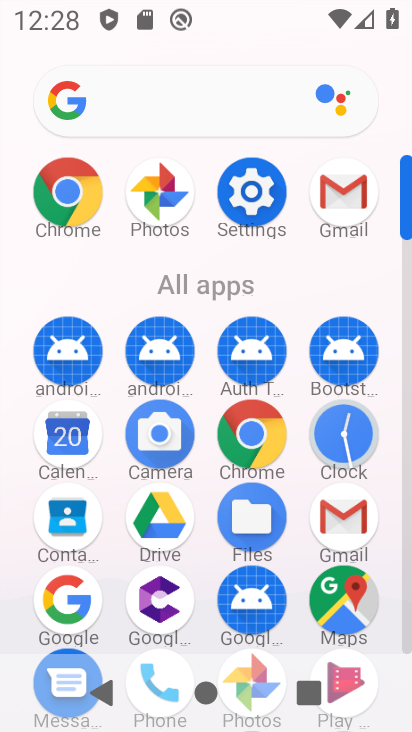 12:28
Chrome Photos Settings Gmail
All apps
androi... androi... Auth T... Bootst...
20
Calen... Camera Chrome Clock
Conta... Drive Files Gmail
Google Googl... Googl... Maps
Messa... Phone Photos Play ...